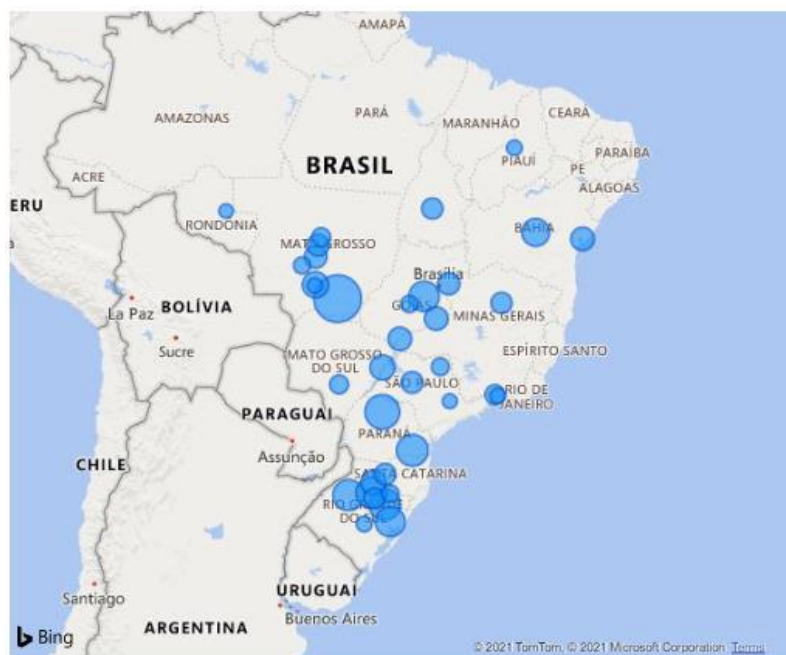 AMAPÁ
AMAZONAS
PARÁ
MARANHÃO
CEARÁ
PARAÍBA
PIAUÍ
PE
ALAGOAS
BRASIL
ACRE
ERU
RONDÔNIA
MATO GROSSO
BAHIA
Brasília
GOIÁS
MINAS GERAIS
BOLÍVIA
La Paz
Sucre
ESPÍRITO SANTO
MATO GROSSO
DO SUL
SÃO PAULO
RIO DE
JANEIRO
PARAGUAI
PARANÁ
Assunção
CHILE
SANTA CATARINA
RIO GRANDE
DO SUL
Santiago
URUGUAI
Buenos Aires
ARGENTINA
Bing
© 2021 TomTom, © 2021 Microsoft Corporation Terms